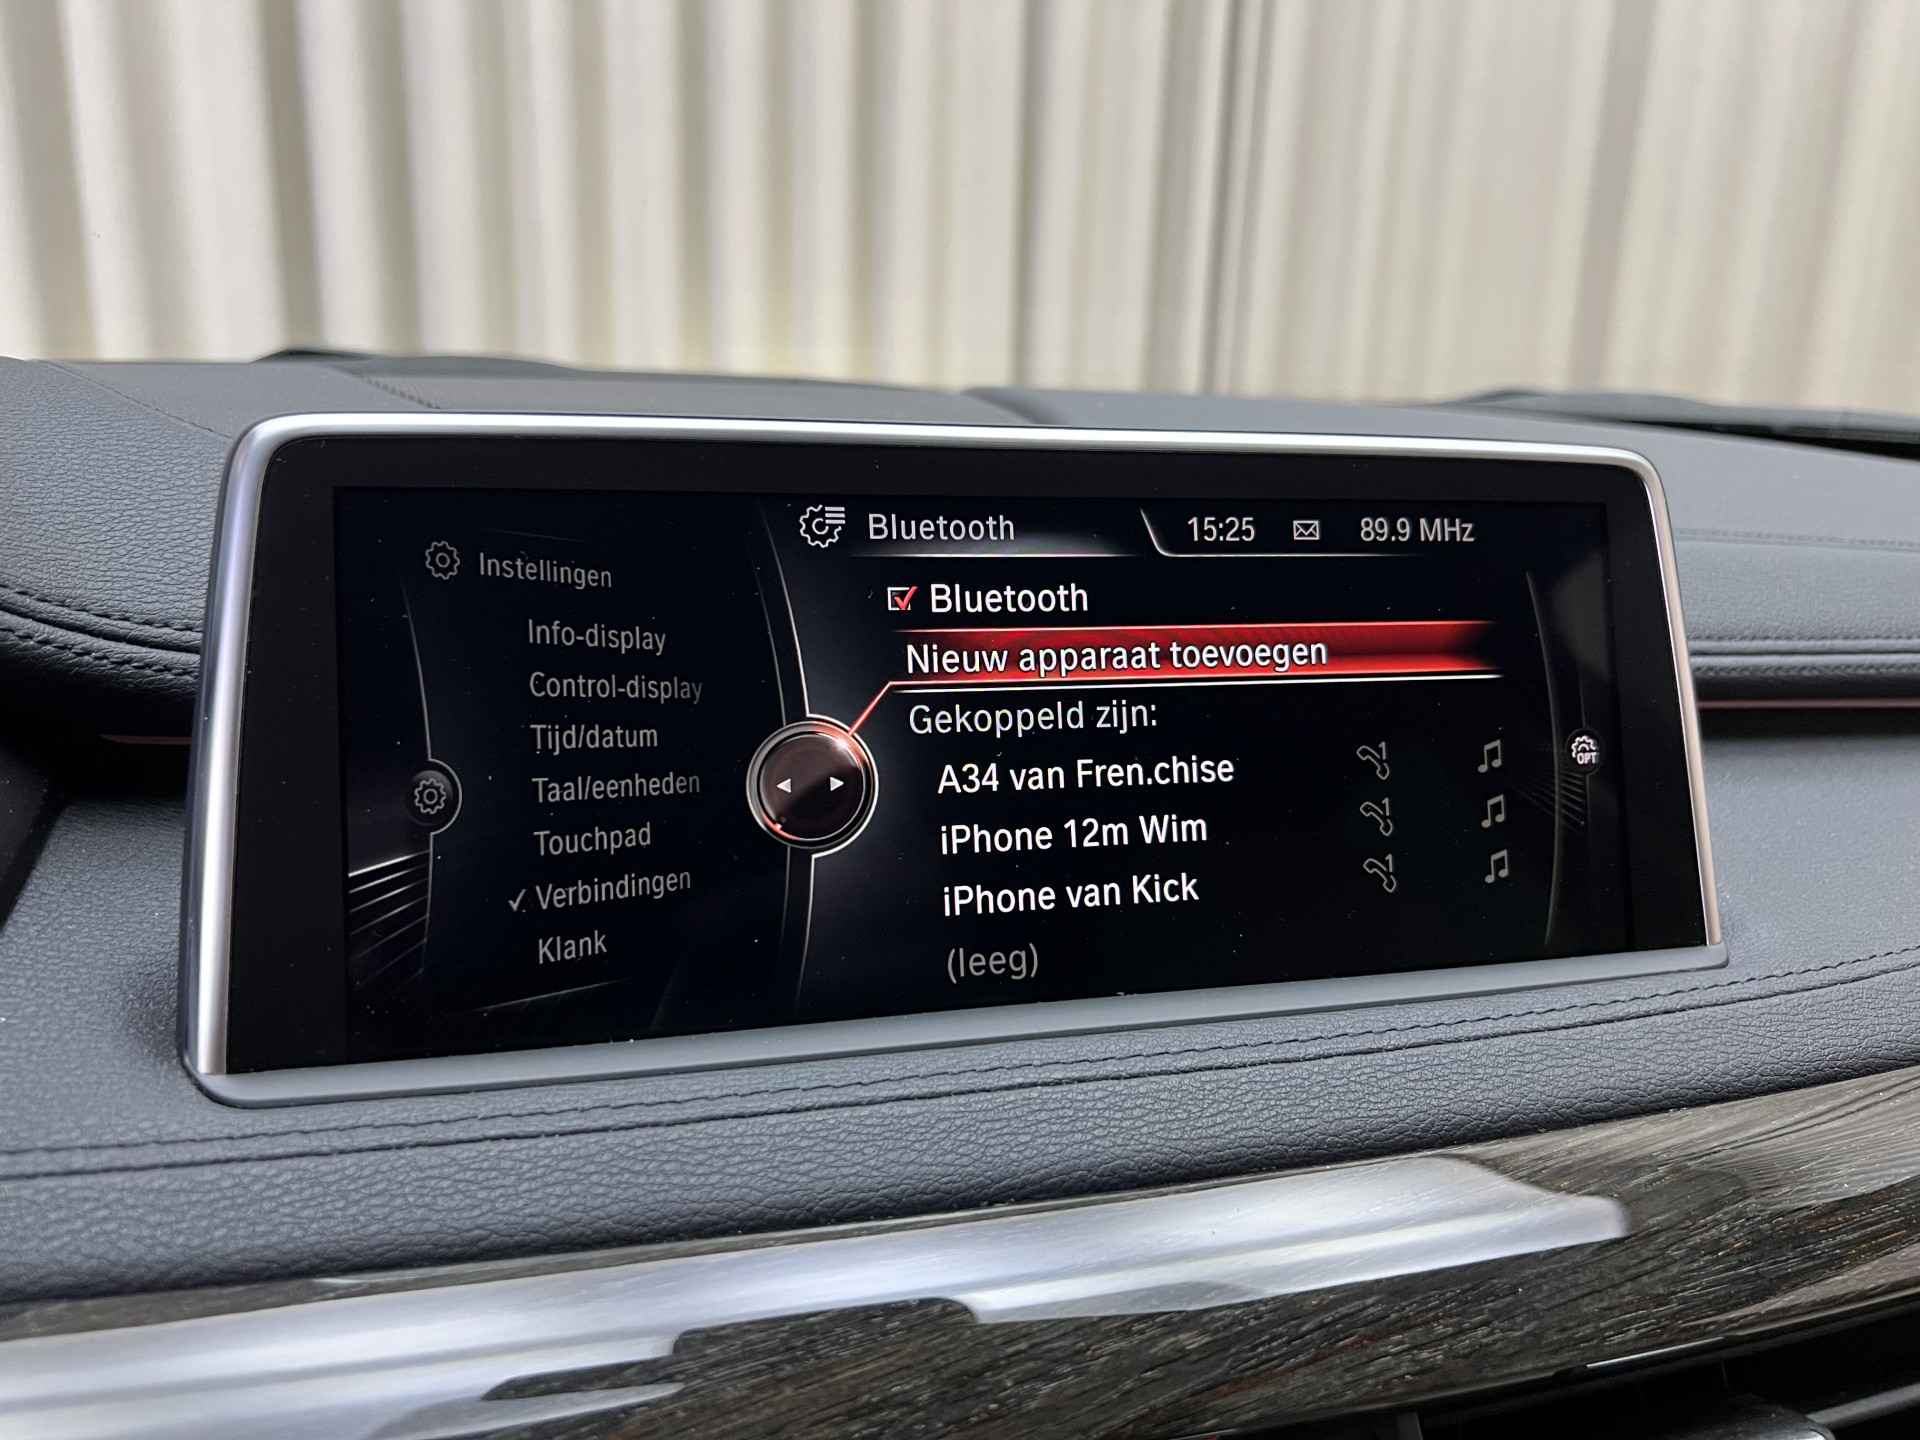 Instellingen
Info-display
Control-display
Tijd/datum
Taal/eenheden
Touchpad
Verbindingen
Klank
Bluetooth
15:25
89.9 MHz
Bluetooth
Nieuw apparaat toevoegen
Gekoppeld zijn:
A34 van Fren.chise
iPhone 12m Wim
iPhone van Kick
(leeg)
OPT